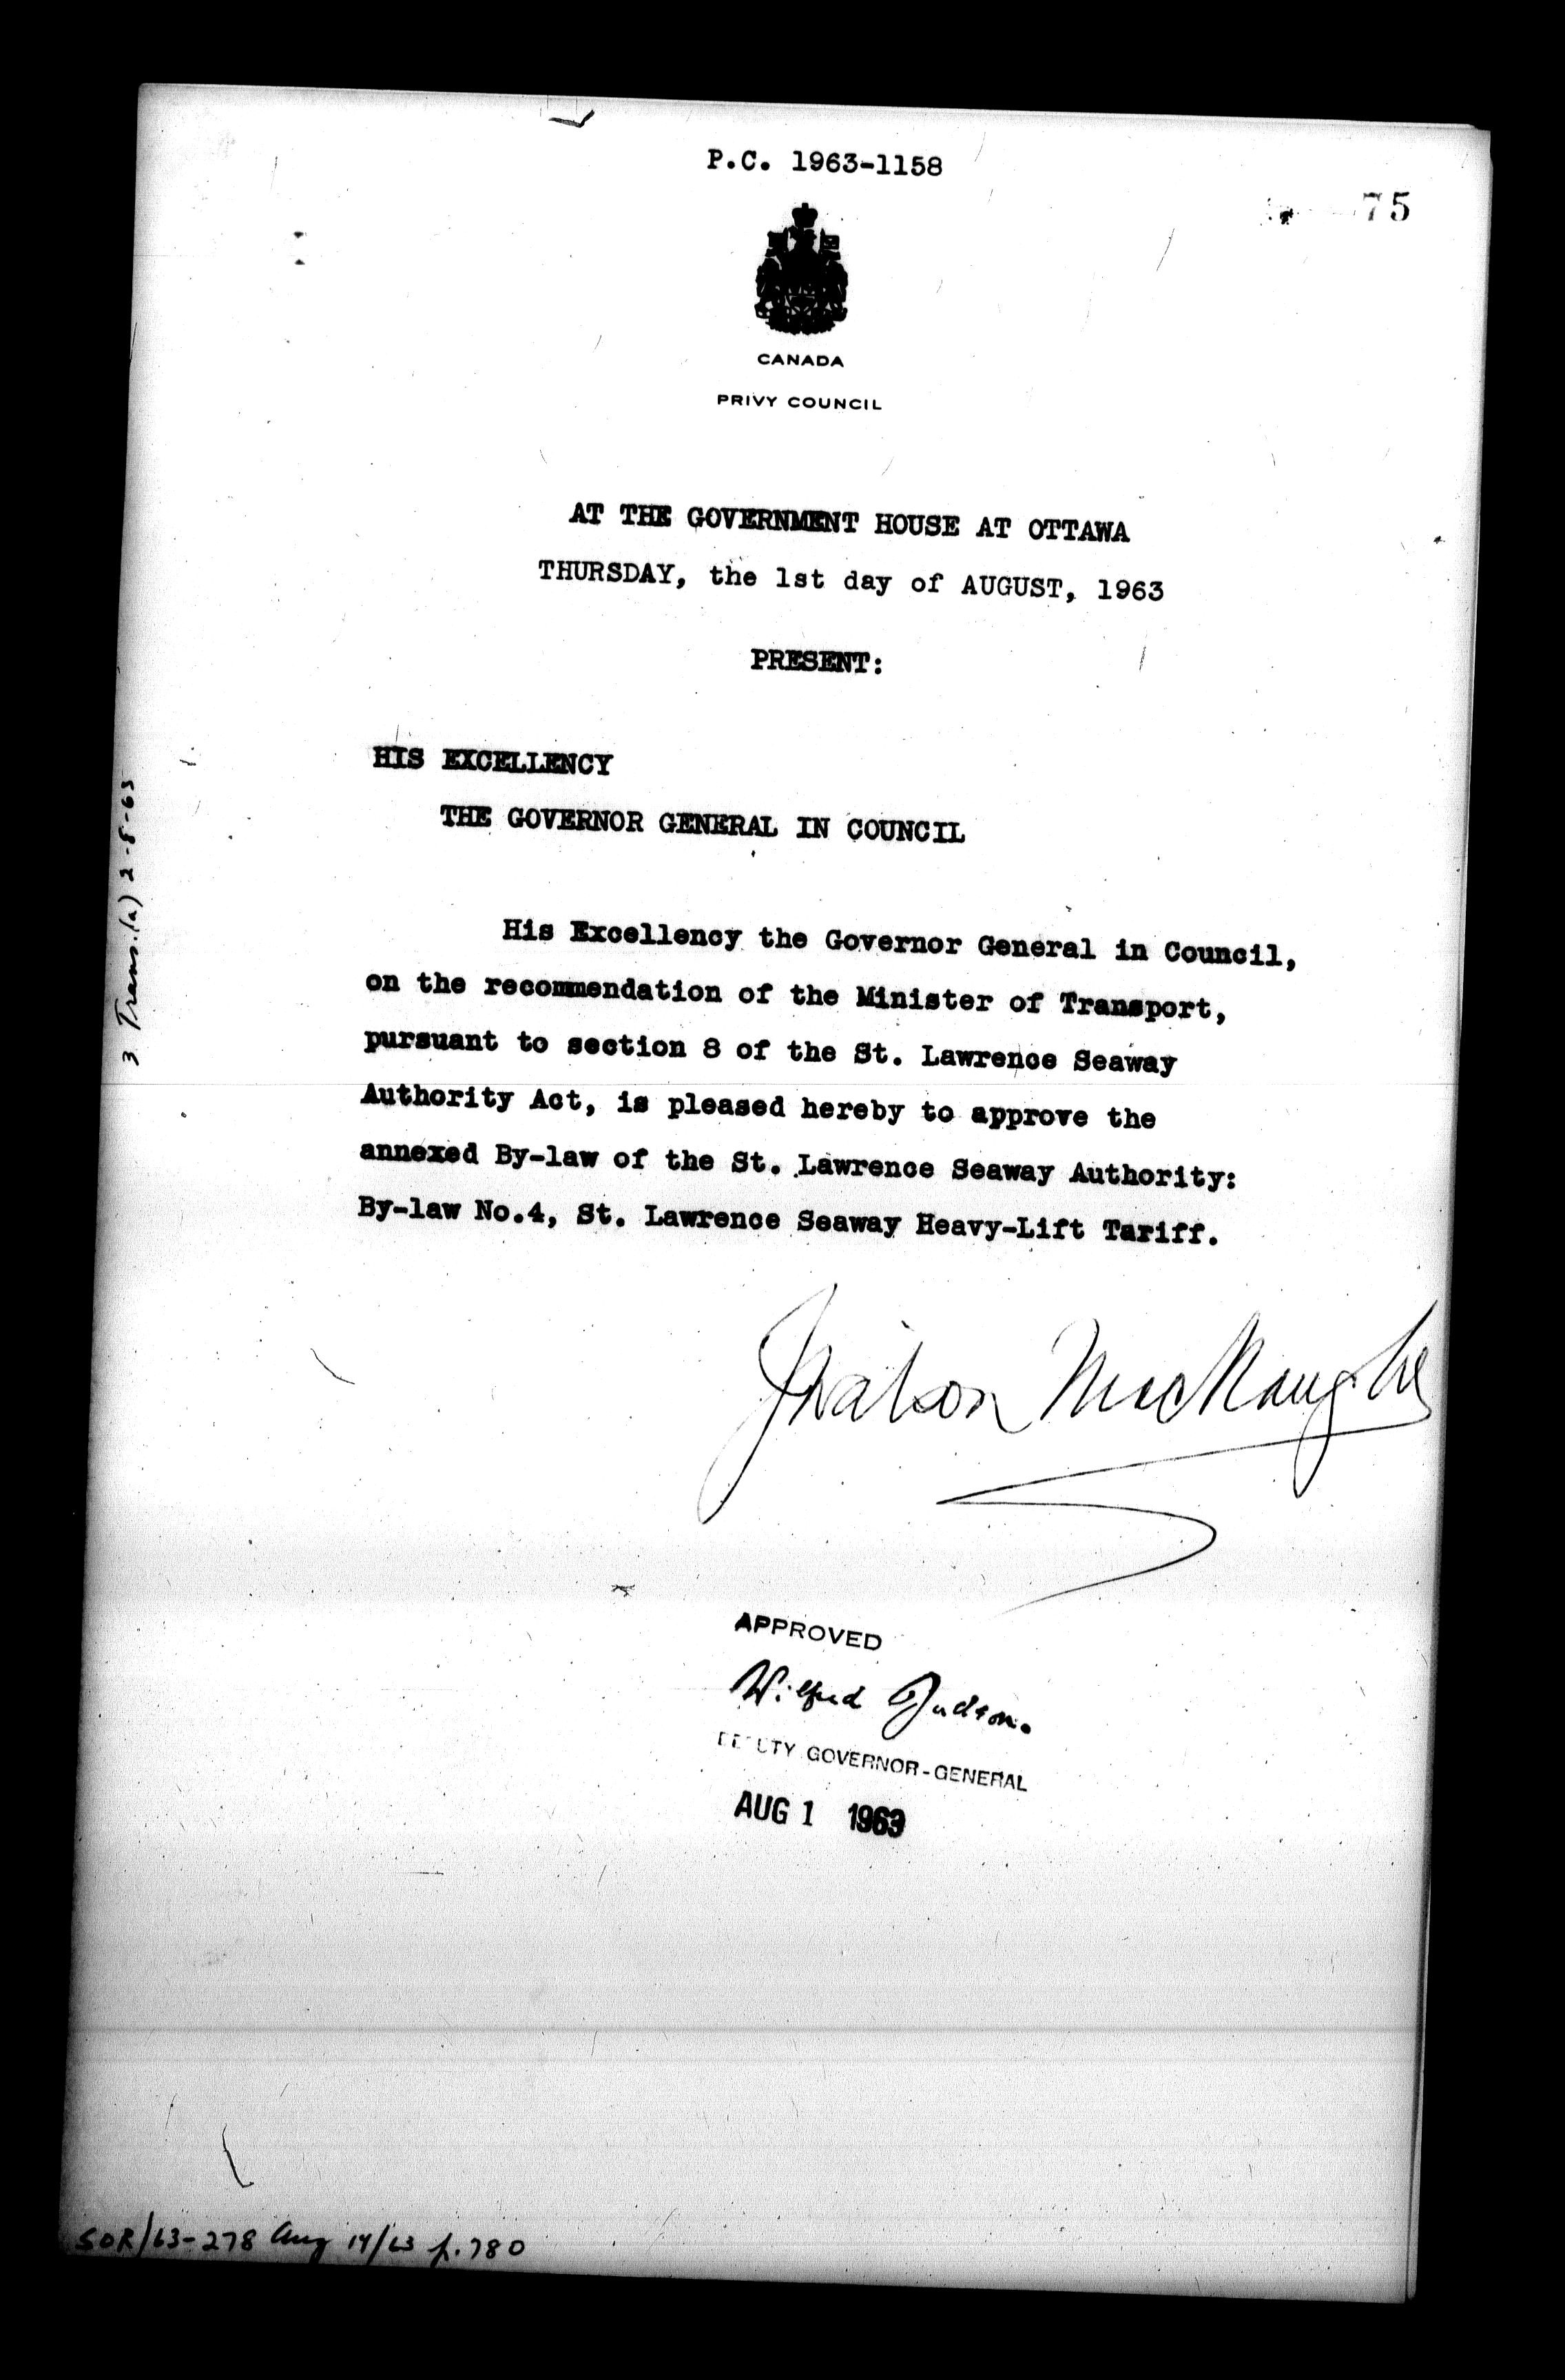 P.C. 1963-1158
75
CANADA
PRIVY COUNCIL
AT THE GOVERNMENT HOUSE AT OTTAWA
THURSDAY, the 1st day of AUGUST, 1963
PRESENT:
HIS EXCELLENCY
THE GOVERNOR GENERAL IN COUNCIL
3 Trans.(a) 2-8-63
His Excellency the Governor General in Council,
on the recommendation of the Minister of Transport,
pursuant to section 8 of the St. Lawrence Seaway
Authority Act, is pleased hereby to approve the
annexed By-law of the St. Lawrence Seaway Authority:
By-law No.4, St. Lawrence Seaway Heavy-Lift Tariff.
JWatson MacNaught
APPROVED
Wilfred Judson.
DEPUTY GOVERNOR-GENERAL
AUG 1 1963
SOR/63-278 Aug 14/63 p.780